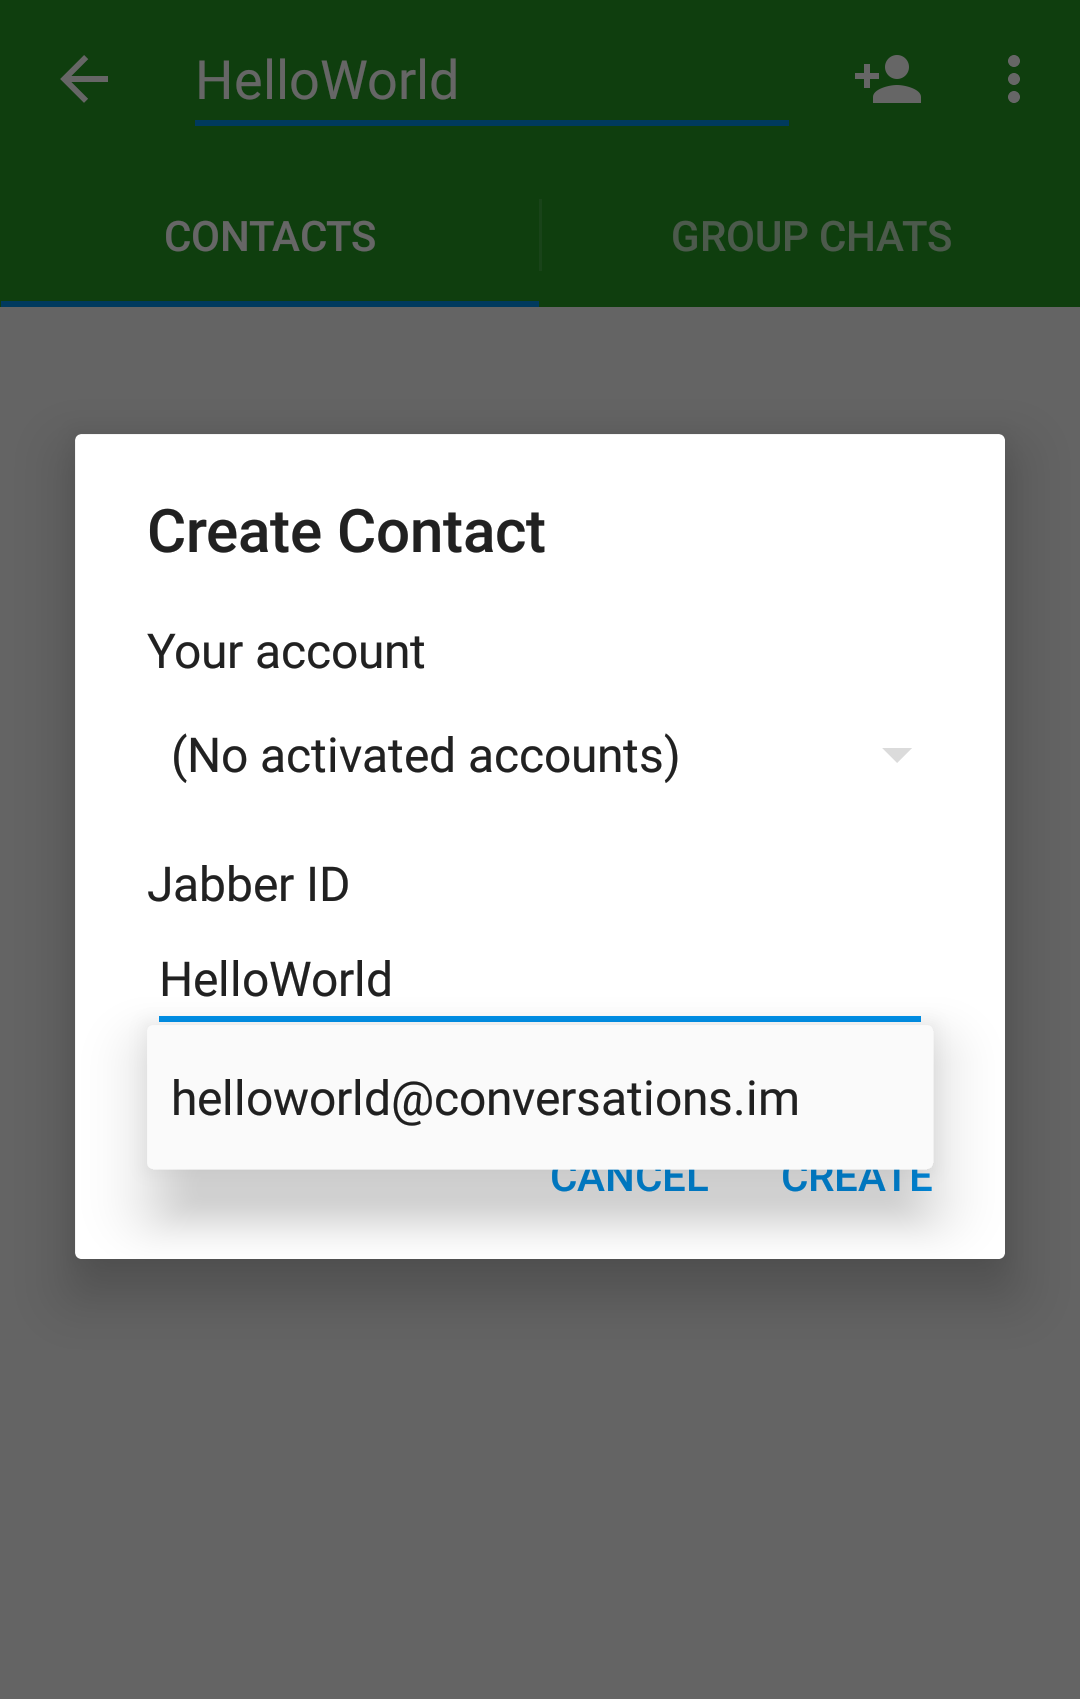 HelloWorld
CONTACTS
GROUP CHATS
Create Contact
Your account
(No activated accounts)
Jabber ID
HelloWorld
helloworld@conversations.im
CANCEL
CREATE